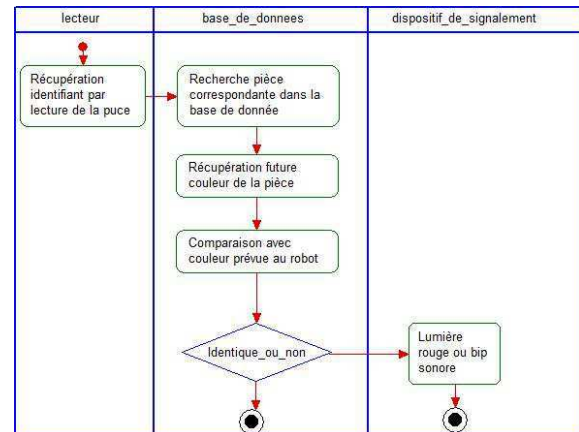 lecteur
base_de_donnees
dispositif_de_signalement
Récupération
identifiant par
lecture de la puce
Recherche pièce
correspondante dans la
base de donnée
Récupération future
couleur de la pièce
Comparaison avec
couleur prévue au robot
Identique_ou_non
Lumière
rouge ou bip
sonore